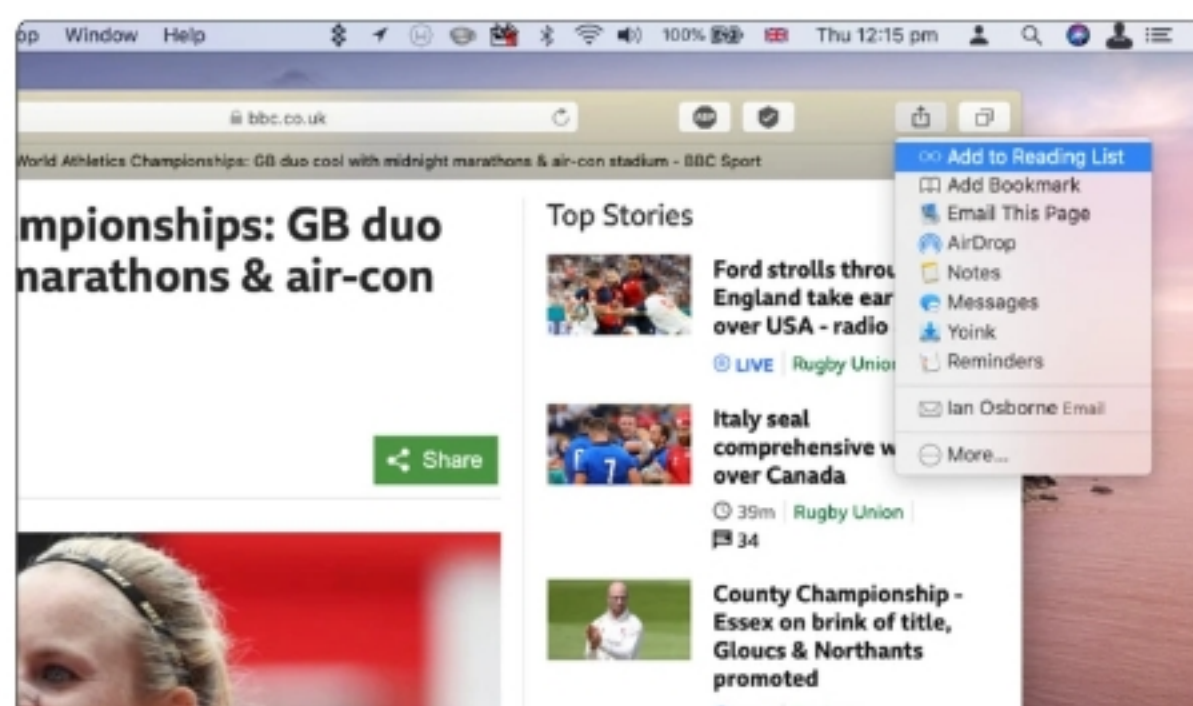 op Window Help 100% Thu 12:15 pm
bbc.co.uk
ABP
World Athletics Championships: GB duo cool with midnight marathons & air-con stadium - BBC Sport
mpionships: GB duo
marathons & air-con
Share
Top Stories
Ford strolls throu
England take ear
over USA - radio
LIVE Rugby Unio
Italy seal
comprehensive w
over Canada
39m Rugby Union
34
County Championship -
Essex on brink of title,
Gloucs & Northants
promoted
7
Add to Reading List
Add Bookmark
Email This Page
AirDrop
Notes
Messages
Yoink
Reminders
Ian Osborne Email
More...